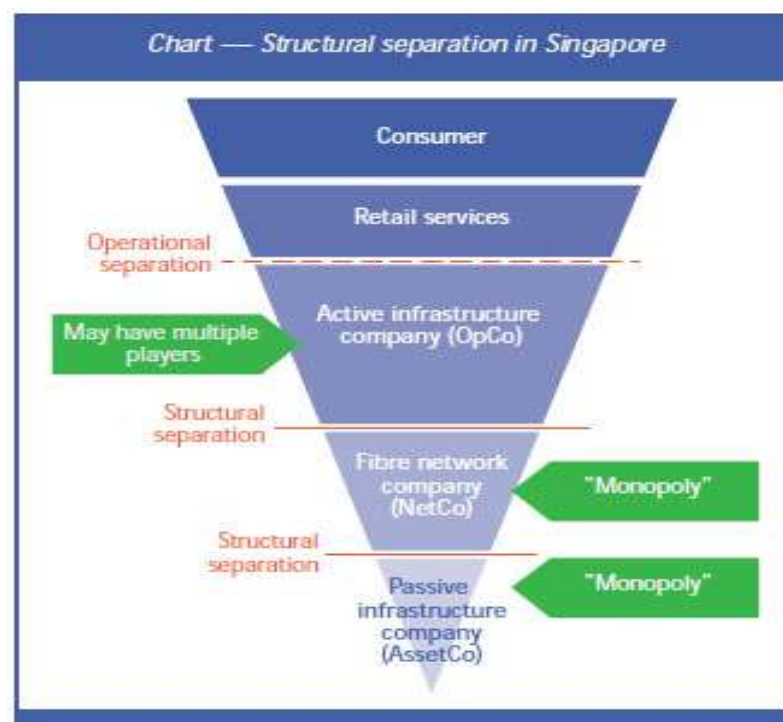 Chart — Structural separation in Singapore
Consumer
Retail services
Operational
separation
Active infrastructure
company (OpCo)
May have multiple
players
Structural
separation
Fibre network
company
(NetCo)
"Monopoly"
Structural
separation
Passive
infrastructure
company
(AssetCo)
"Monopoly"